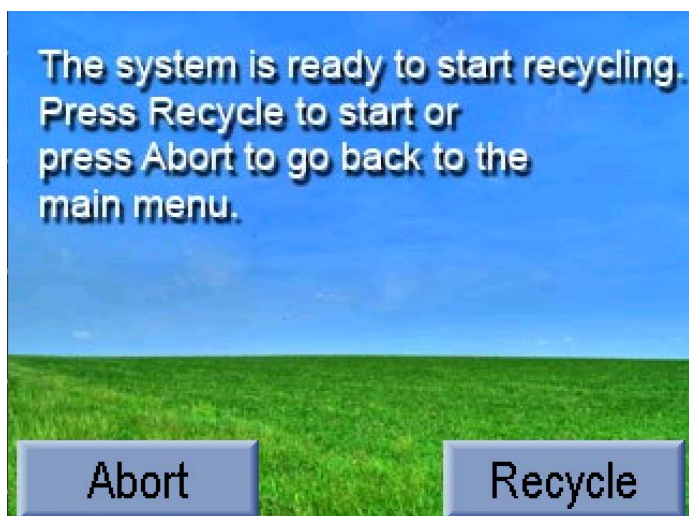 The system is ready to start recycling.
Press Recycle to start or
press Abort to go back to the
main menu.
Abort
Recycle